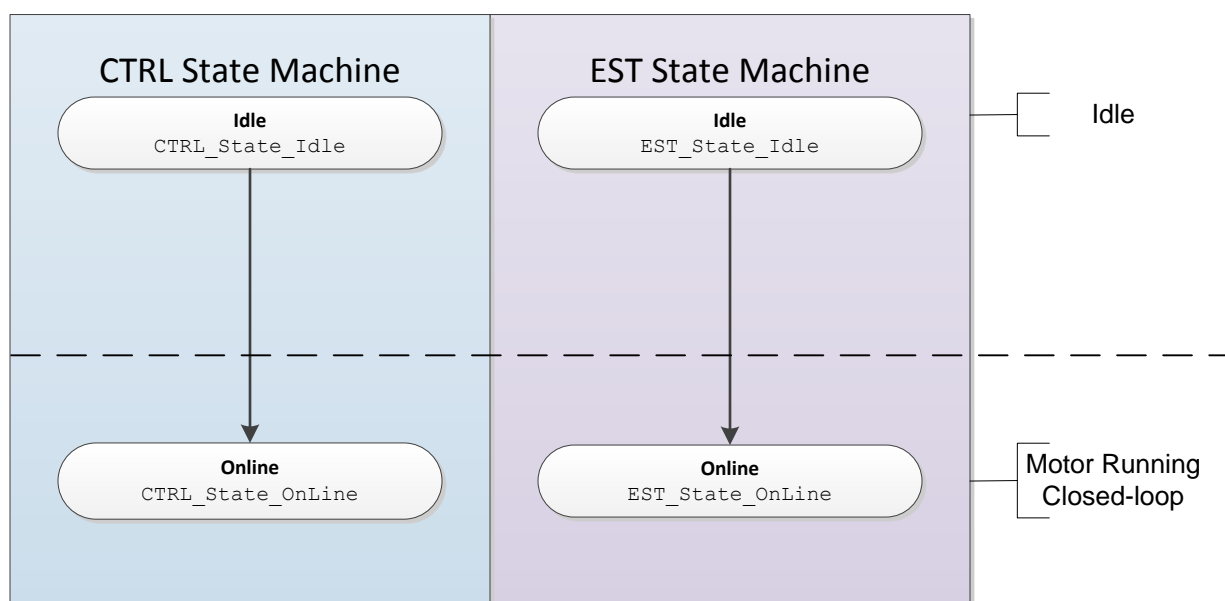 CTRL State Machine
EST State Machine
Idle
CTRL_State_Idle
Idle
EST_State_Idle
Idle
Online
CTRL_State_OnLine
Online
EST_State_OnLine
Motor Running
Closed-loop